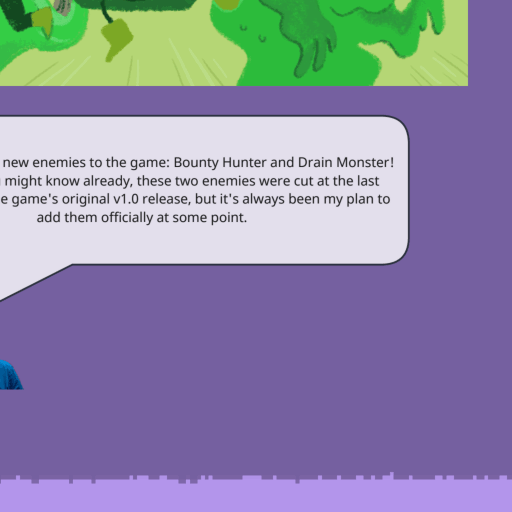 new enemies to the game: Bounty Hunter and Drain Monster!
might know already, these two enemies were cut at the last
game's original v1.0 release, but it's always been my plan to
add them officially at some point.